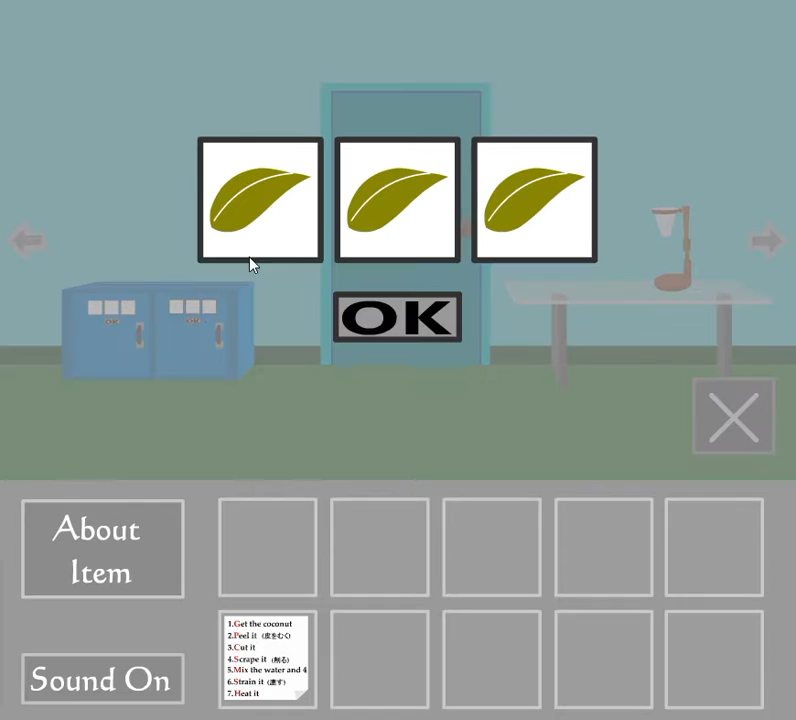 OK
OK
OK
About
Item
Sound On
1.Get the coconut
2.Peel it (皮をむく)
3.Cut it
4.Scrape it (削る)
5.Mix the water and 4
6.Strain it (濾す)
7.Heat it